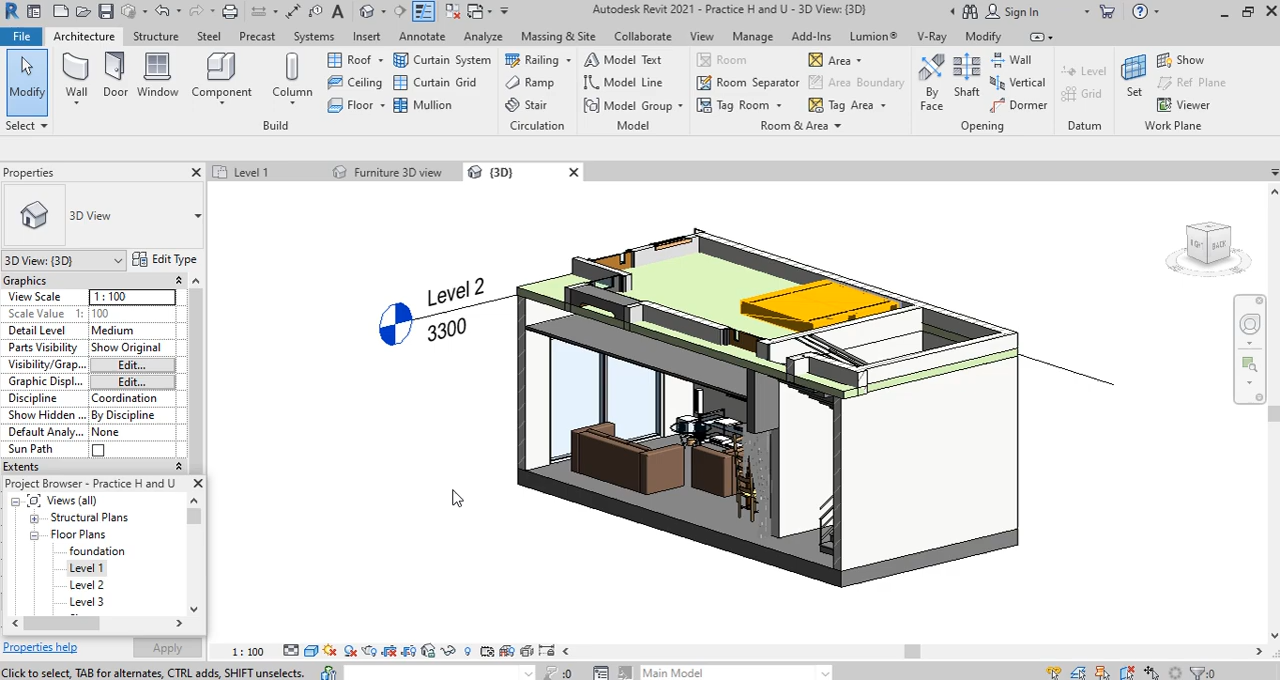 Autodesk Revit 2021 - Practice H and U - 3D View: {3D}
Sign In
File Architecture Structure Steel Precast Systems Insert Annotate Analyze Massing & Site Collaborate View Manage Add-Ins Lumion® V-Ray Modify
Modify Wall Door Window Component Column
Roof Curtain System Railing Model Text Room Area Wall Level Show
Ceiling Curtain Grid Ramp Model Line Room Separator Area Boundary By Face Shaft Vertical Grid Set Ref Plane
Floor Mullion Stair Model Group Tag Room Tag Area Dormer Viewer
Select Build Circulation Model Room & Area Opening Datum Work Plane
Properties
Level 1 Furniture 3D view {3D}
3D View
3D View: {3D} Edit Type
Graphics
View Scale 1 : 100
Scale Value 1: 100
Detail Level Medium
Parts Visibility Show Original
Visibility/Grap... Edit...
Graphic Displ... Edit...
Discipline Coordination
Show Hidden ... By Discipline
Default Analy... None
Sun Path
Extents
Project Browser - Practice H and U
Views (all)
Structural Plans
Floor Plans
foundation
Level 1
Level 2
Level 3
Properties help Apply
Level 2
3300
RIGHT BACK
1 : 100
Click to select, TAB for alternates, CTRL adds, SHIFT unselects. :0 Main Model :0